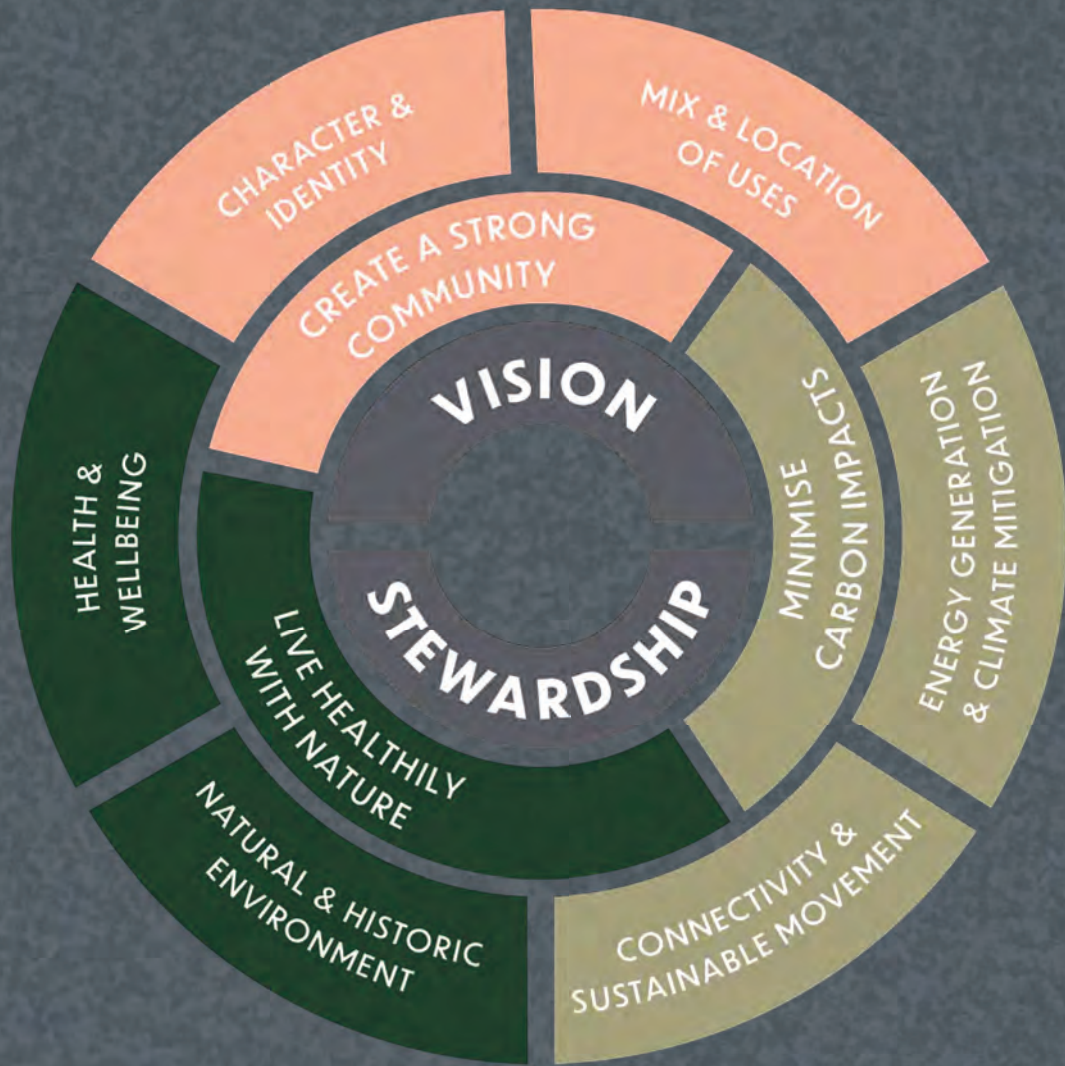 CHARACTER &
IDENTITY
MIX & LOCATION
OF USES
CREATE A STRONG
COMMUNITY
VISION
STEWARDSHIP
MINIMISE
CARBON IMPACTS
ENERGY GENERATION
& CLIMATE MITIGATION
HEALTH &
WELLBEING
LIVE HEALTHILY
WITH NATURE
NATURAL & HISTORIC
ENVIRONMENT
CONNECTIVITY &
SUSTAINABLE MOVEMENT